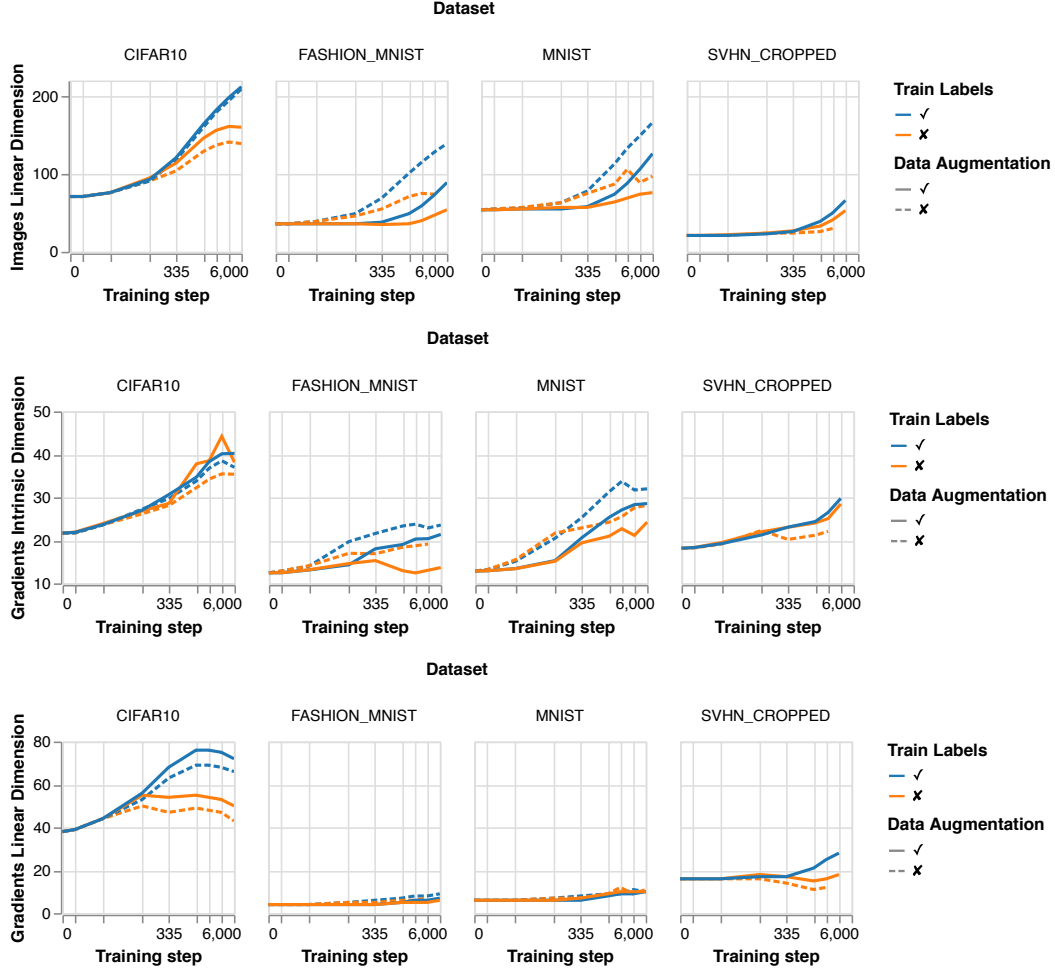 Dataset
CIFAR10 FASHION_MNIST MNIST SVHN_CROPPED
Images Linear Dimension
200
100
0
0 335 6,000 0 335 6,000 0 335 6,000 0 335 6,000
Training step Training step Training step Training step
Train Labels
✓
✘
Data Augmentation
✓
✘
Dataset
CIFAR10 FASHION_MNIST MNIST SVHN_CROPPED
Gradients Intrinsic Dimension
50
40
30
20
10
0 335 6,000 0 335 6,000 0 335 6,000 0 335 6,000
Training step Training step Training step Training step
Train Labels
✓
✘
Data Augmentation
✓
✘
Dataset
CIFAR10 FASHION_MNIST MNIST SVHN_CROPPED
Gradients Linear Dimension
80
60
40
20
0
0 335 6,000 0 335 6,000 0 335 6,000 0 335 6,000
Training step Training step Training step Training step
Train Labels
✓
✘
Data Augmentation
✓
✘